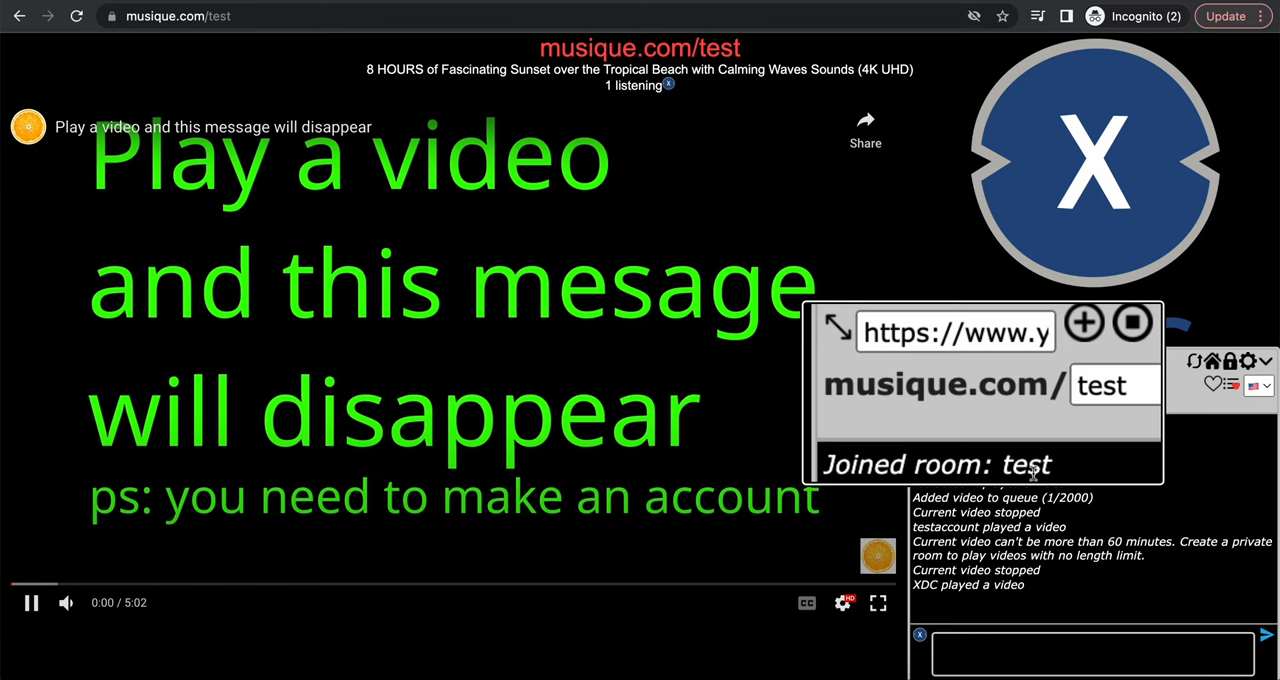 musique.com/test
Incognito (2)
Update
musique.com/test
8 HOURS of Fascinating Sunset over the Tropical Beach with Calming Waves Sounds (4K UHD)
1 listening
X
Play a video and this message will disappear
Share
Play a video
and this mesage
will disappear
ps: you need to make an account
X
https://www.y
musique.com/
test
Joined room: test
Added video to queue (1/2000)
Current video stopped
testaccount played a video
Current video can't be more than 60 minutes. Create a private
room to play videos with no length limit.
Current video stopped
XDC played a video
0:00 / 5:02
CC
HD
X